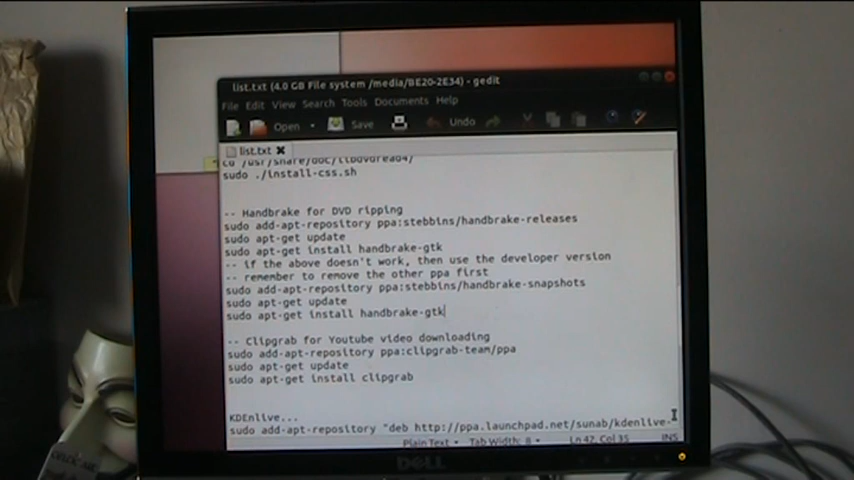 list.txt (4.0 GB File system /media/BE20-2E34) - gedit
File Edit View Search Tools Documents Help
Open Save Undo
list.txt
cd /usr/share/doc/libdvdread4/
sudo ./install-css.sh
-- Handbrake for DVD ripping
sudo add-apt-repository ppa:stebbins/handbrake-releases
sudo apt-get update
sudo apt-get install handbrake-gtk
-- if the above doesn't work, then use the developer version
-- remember to remove the other ppa first
sudo add-apt-repository ppa:stebbins/handbrake-snapshots
sudo apt-get update
sudo apt-get install handbrake-gtk
-- Clipgrab for Youtube video downloading
sudo add-apt-repository ppa:clipgrab-team/ppa
sudo apt-get update
sudo apt-get install clipgrab
KDEnlive...
sudo add-apt-repository "deb http://ppa.launchpad.net/sunab/kdenlive-
Plain Text Tab Width: 8 Ln 42, Col 35 INS
DELL